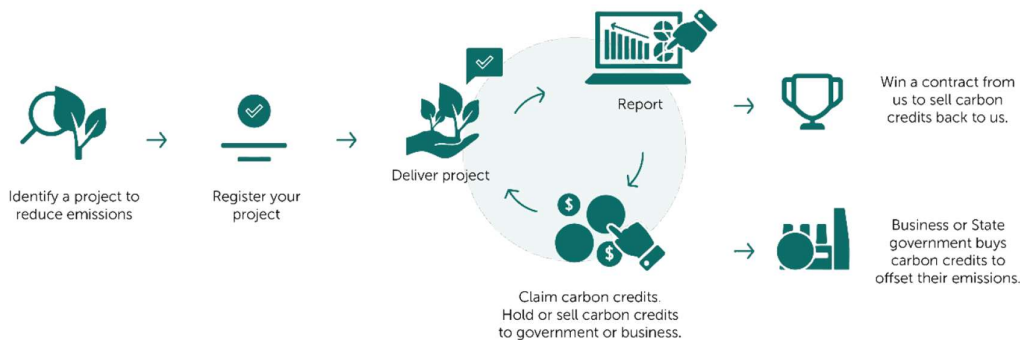 Identify a project to
reduce emissions
Register your
project
Deliver project
Report
$
$
Claim carbon credits.
Hold or sell carbon credits
to government or business.
Win a contract from
us to sell carbon
credits back to us.
Business or State
government buys
carbon credits to
offset their emissions.